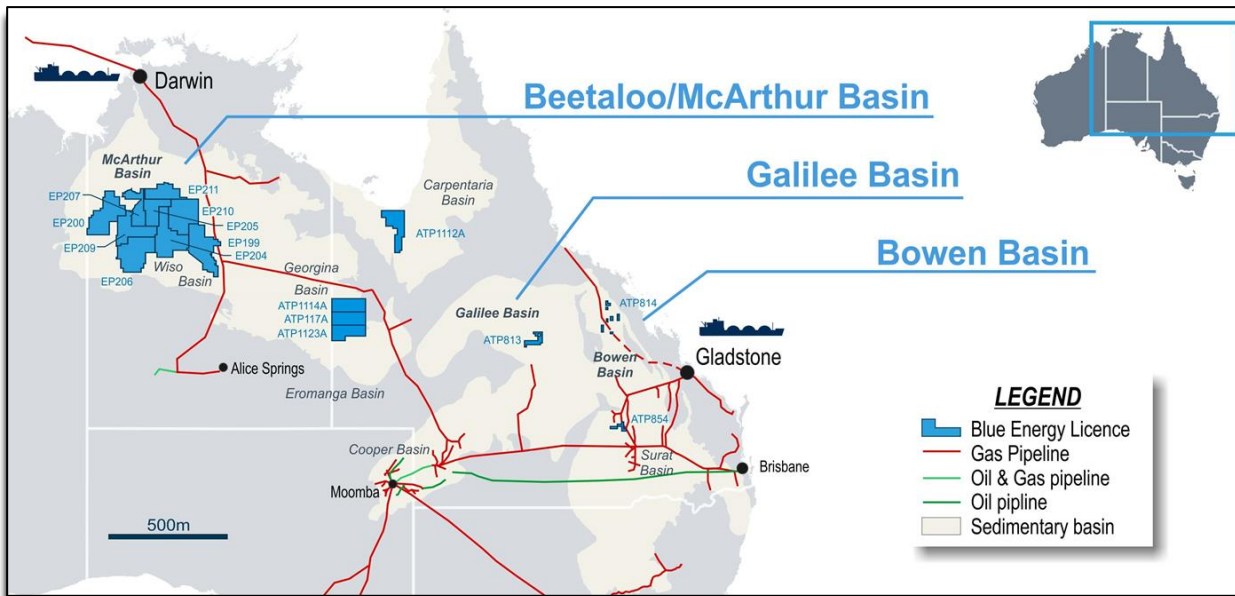 Darwin
Beetaloo/McArthur Basin
McArthur
Basin
Galilee Basin
Carpentaria
Basin
EP207
EP211
EP200
EP210
EP205
EP209
EP199
EP204
EP206
Wiso
Basin
ATP1112A
Georgina
Basin
Bowen Basin
ATP1114A
ATP117A
ATP1123A
Galilee Basin
ATP813
ATP814
Bowen
Basin
Gladstone
Alice Springs
Eromanga Basin
ATP854
Cooper Basin
Surat
Basin
Moomba
Brisbane
500m
LEGEND
Blue Energy Licence
Gas Pipeline
Oil & Gas pipeline
Oil pipline
Sedimentary basin